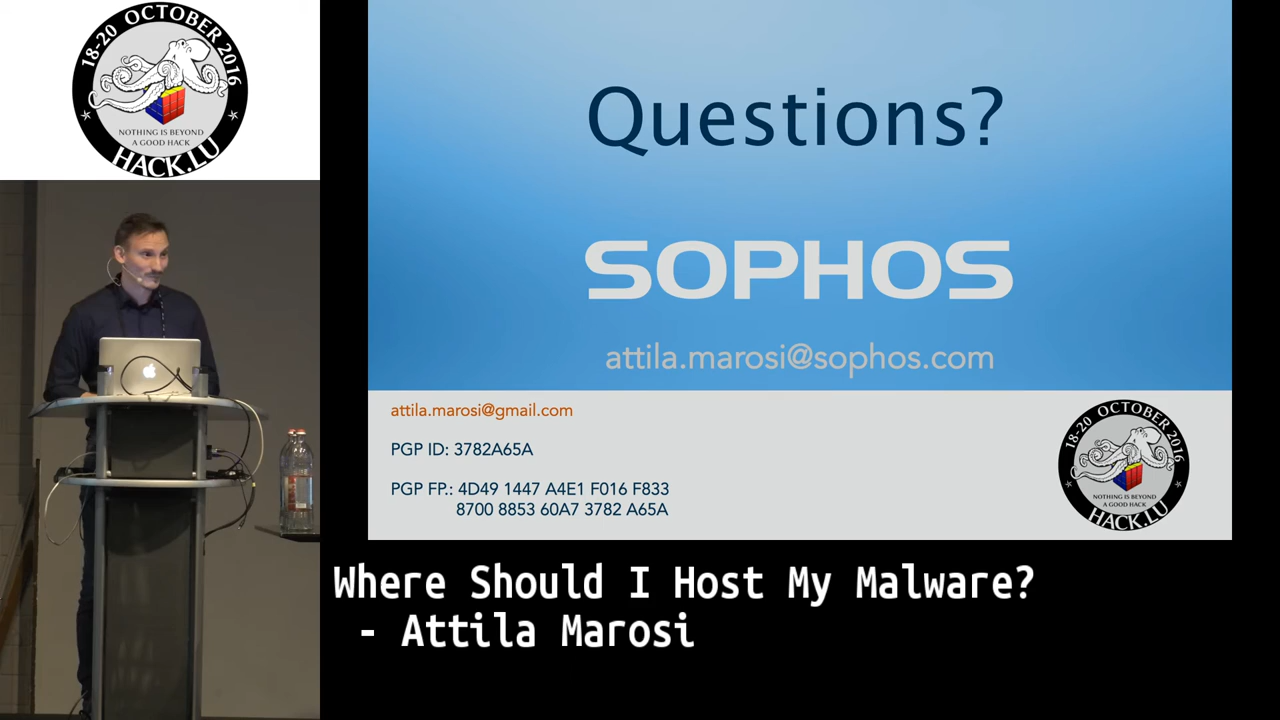 18-20 OCTOBER 2016
NOTHING IS BEYOND
A GOOD HACK
HACK.LU
Questions?
SOPHOS
attila.marosi@sophos.com
attila.marosi@gmail.com
PGP ID: 3782A65A
PGP FP.: 4D49 1447 A4E1 F016 F833
8700 8853 60A7 3782 A65A
18-20 OCTOBER 2016
NOTHING IS BEYOND
A GOOD HACK
HACK.LU
Where Should I Host My Malware?
- Attila Marosi